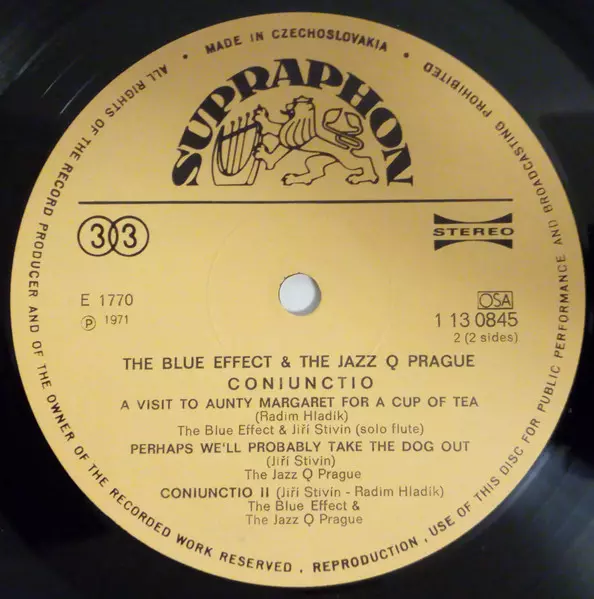 • MADE IN CZECHOSLOVAKIA •
ALL RIGHTS OF THE RECORD PRODUCER AND OF THE OWNER OF THE RECORDED WORK RESERVED . REPRODUCTION , USE OF THIS DISC FOR PUBLIC PERFORMANCE AND BROADCASTING PROHIBITED
SUPRAPHON
33
STEREO
E 1770
Ⓟ 1971
OSA
1 13 0845
2 (2 sides)
THE BLUE EFFECT & THE JAZZ Q PRAGUE
CONIUNCTIO
A VISIT TO AUNTY MARGARET FOR A CUP OF TEA
(Radim Hladík)
The Blue Effect & Jiří Stivín (solo flute)
PERHAPS WE'LL PROBABLY TAKE THE DOG OUT
(Jiří Stivín)
The Jazz Q Prague
CONIUNCTIO II (Jiří Stivín - Radim Hladík)
The Blue Effect &
The Jazz Q Prague